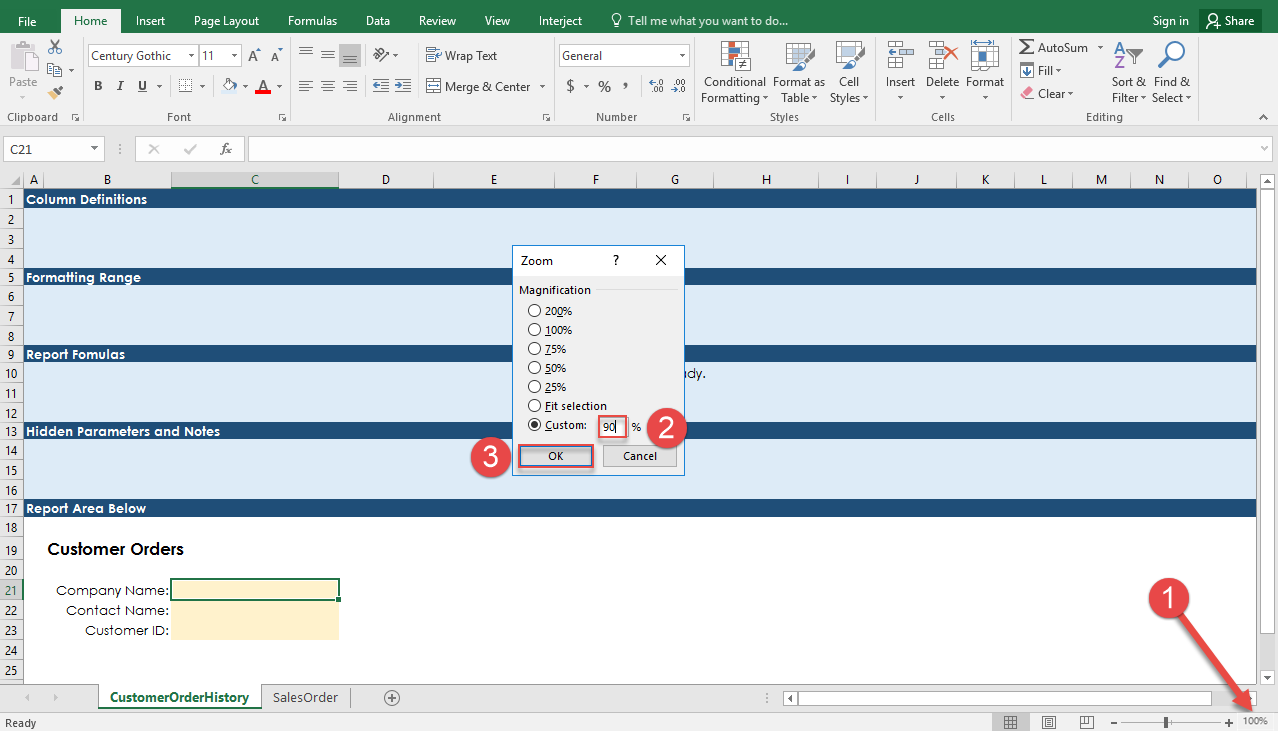 File Home Insert Page Layout Formulas Data Review View Interject Tell me what you want to do... Sign in Share
Century Gothic 11 Wrap Text General AutoSum
Paste Conditional Format as Cell Insert Delete Format Fill Sort & Find &
B I U A Merge & Center $ % , Formatting Table Styles Clear Filter Select
Clipboard Font Alignment Number Styles Cells Editing
C21 fx
A B C D E F G H I J K L M N O
1 Column Definitions
2
3
4
5 Formatting Range
6
7
8
9 Report Fomulas
10 dy.
11
12
13 Hidden Parameters and Notes
14
15
16
17 Report Area Below
18
19 Customer Orders
20
21 Company Name:
22 Contact Name:
23 Customer ID:
24
25
Zoom ?
Magnification
200%
100%
75%
50%
25%
Fit selection
Custom: 90 % 2
3 OK Cancel
1
CustomerOrderHistory SalesOrder
Ready 100%